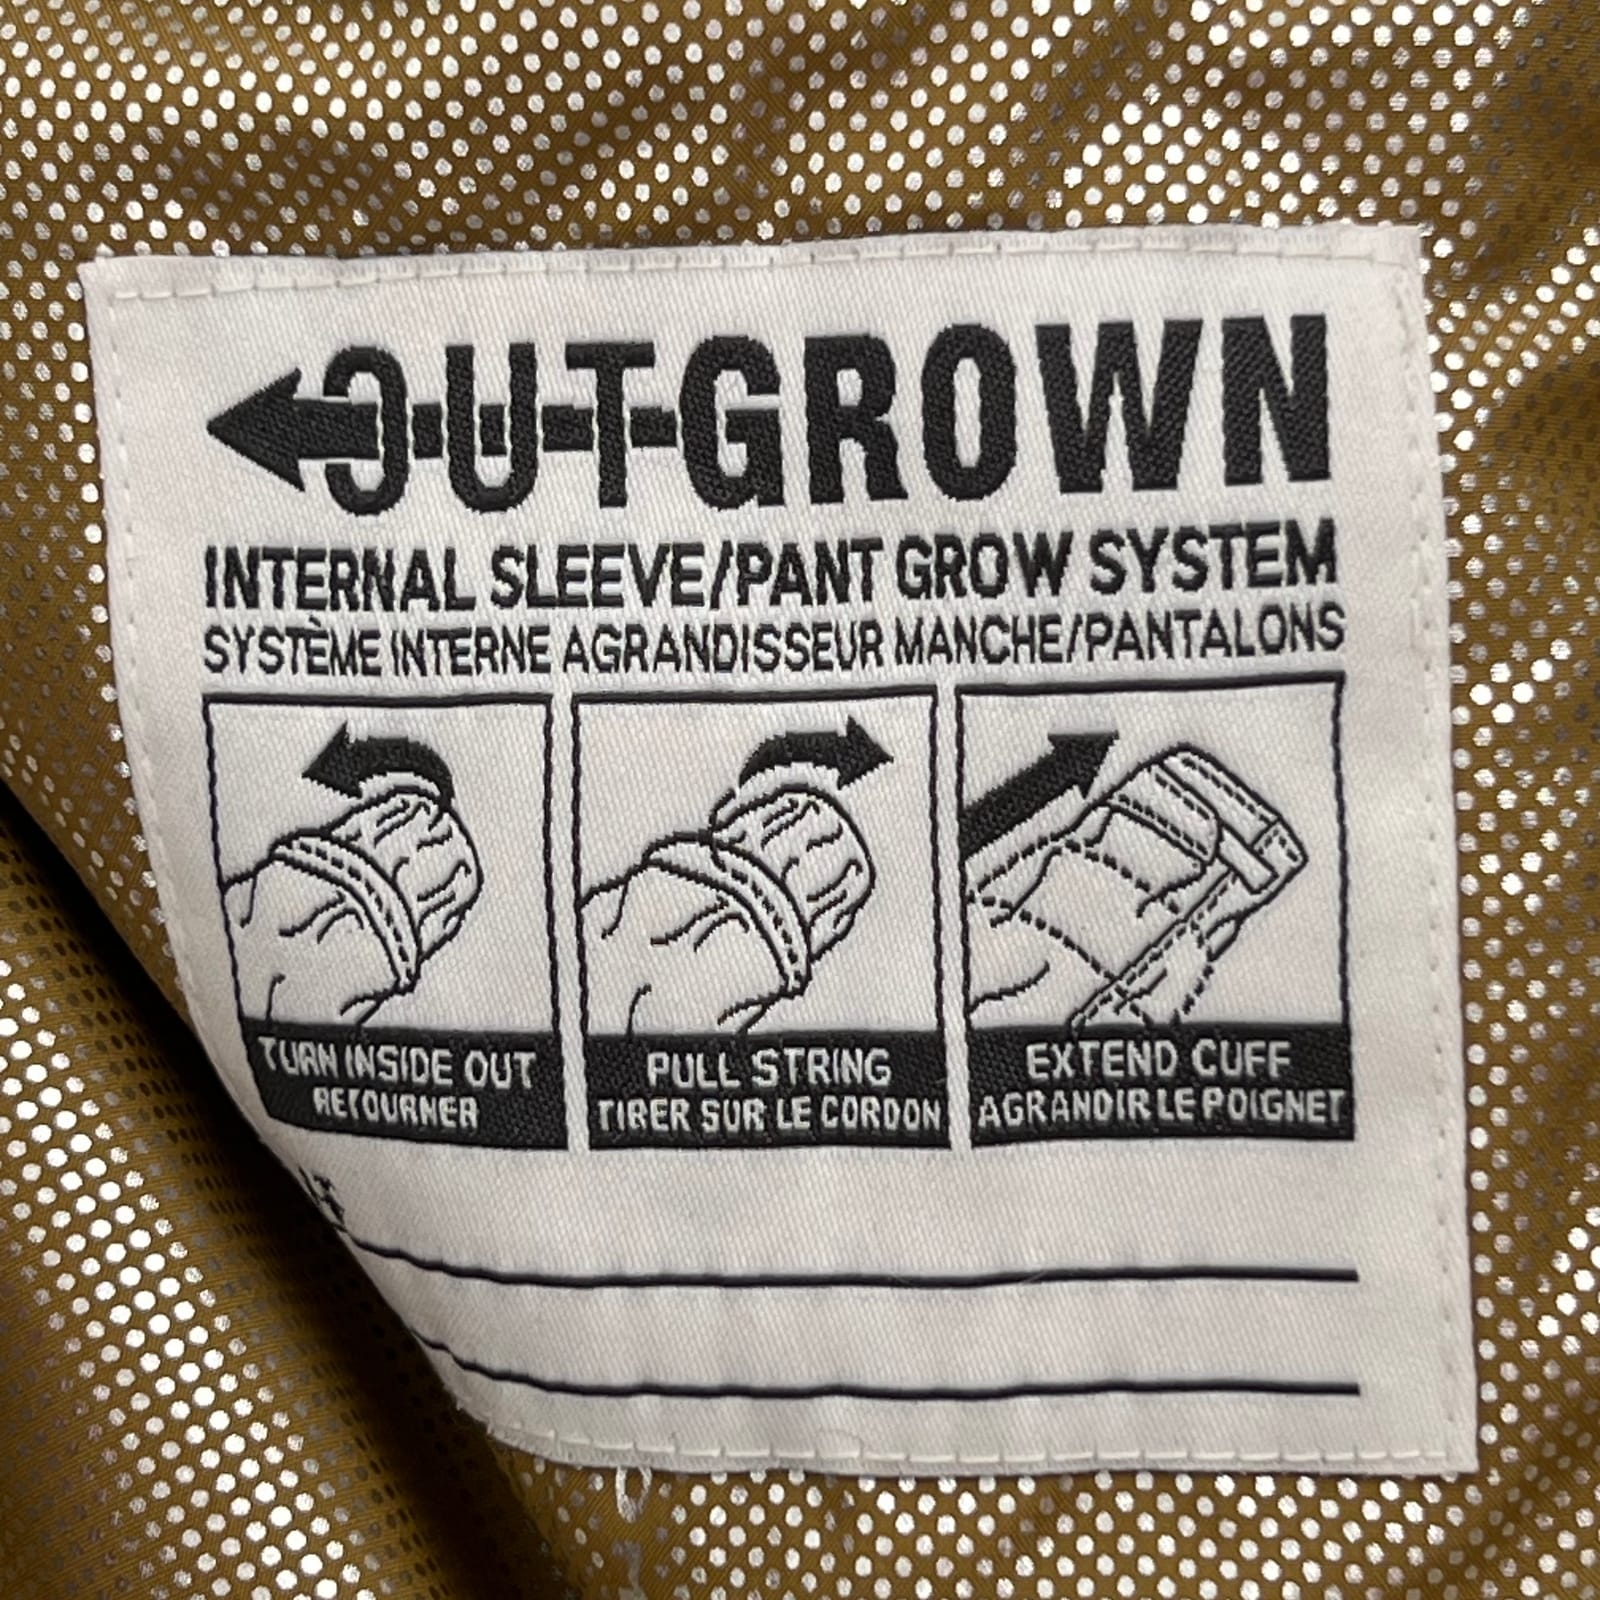 OUTGROWN
INTERNAL SLEEVE/PANT GROW SYSTEM
SYSTÈME INTERNE AGRANDISSEUR MANCHE/PANTALONS
TURN INSIDE OUT
RETOURNER
PULL STRING
TIRER SUR LE CORDON
EXTEND CUFF
AGRANDIR LE POIGNET